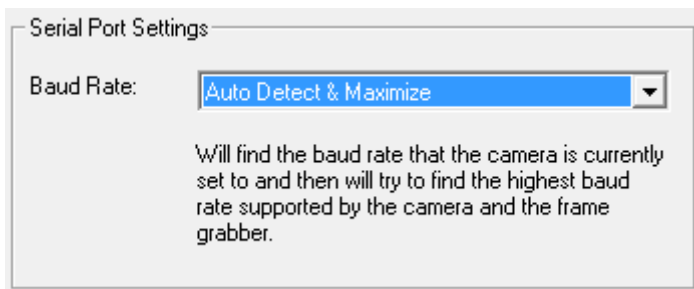 Serial Port Settings
Baud Rate:
Auto Detect & Maximize
Will find the baud rate that the camera is currently
set to and then will try to find the highest baud
rate supported by the camera and the frame
grabber.